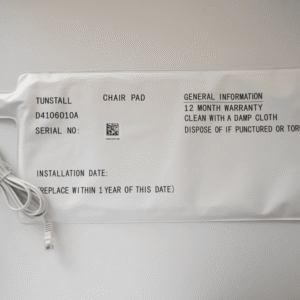 TUNSTALL
D4106010A
SERIAL NO:
CHAIR PAD
GENERAL INFORMATION
12 MONTH WARRANTY
CLEAN WITH A DAMP CLOTH
DISPOSE OF IF PUNCTURED OR TOR
INSTALLATION DATE:
(REPLACE WITHIN 1 YEAR OF THIS DATE)